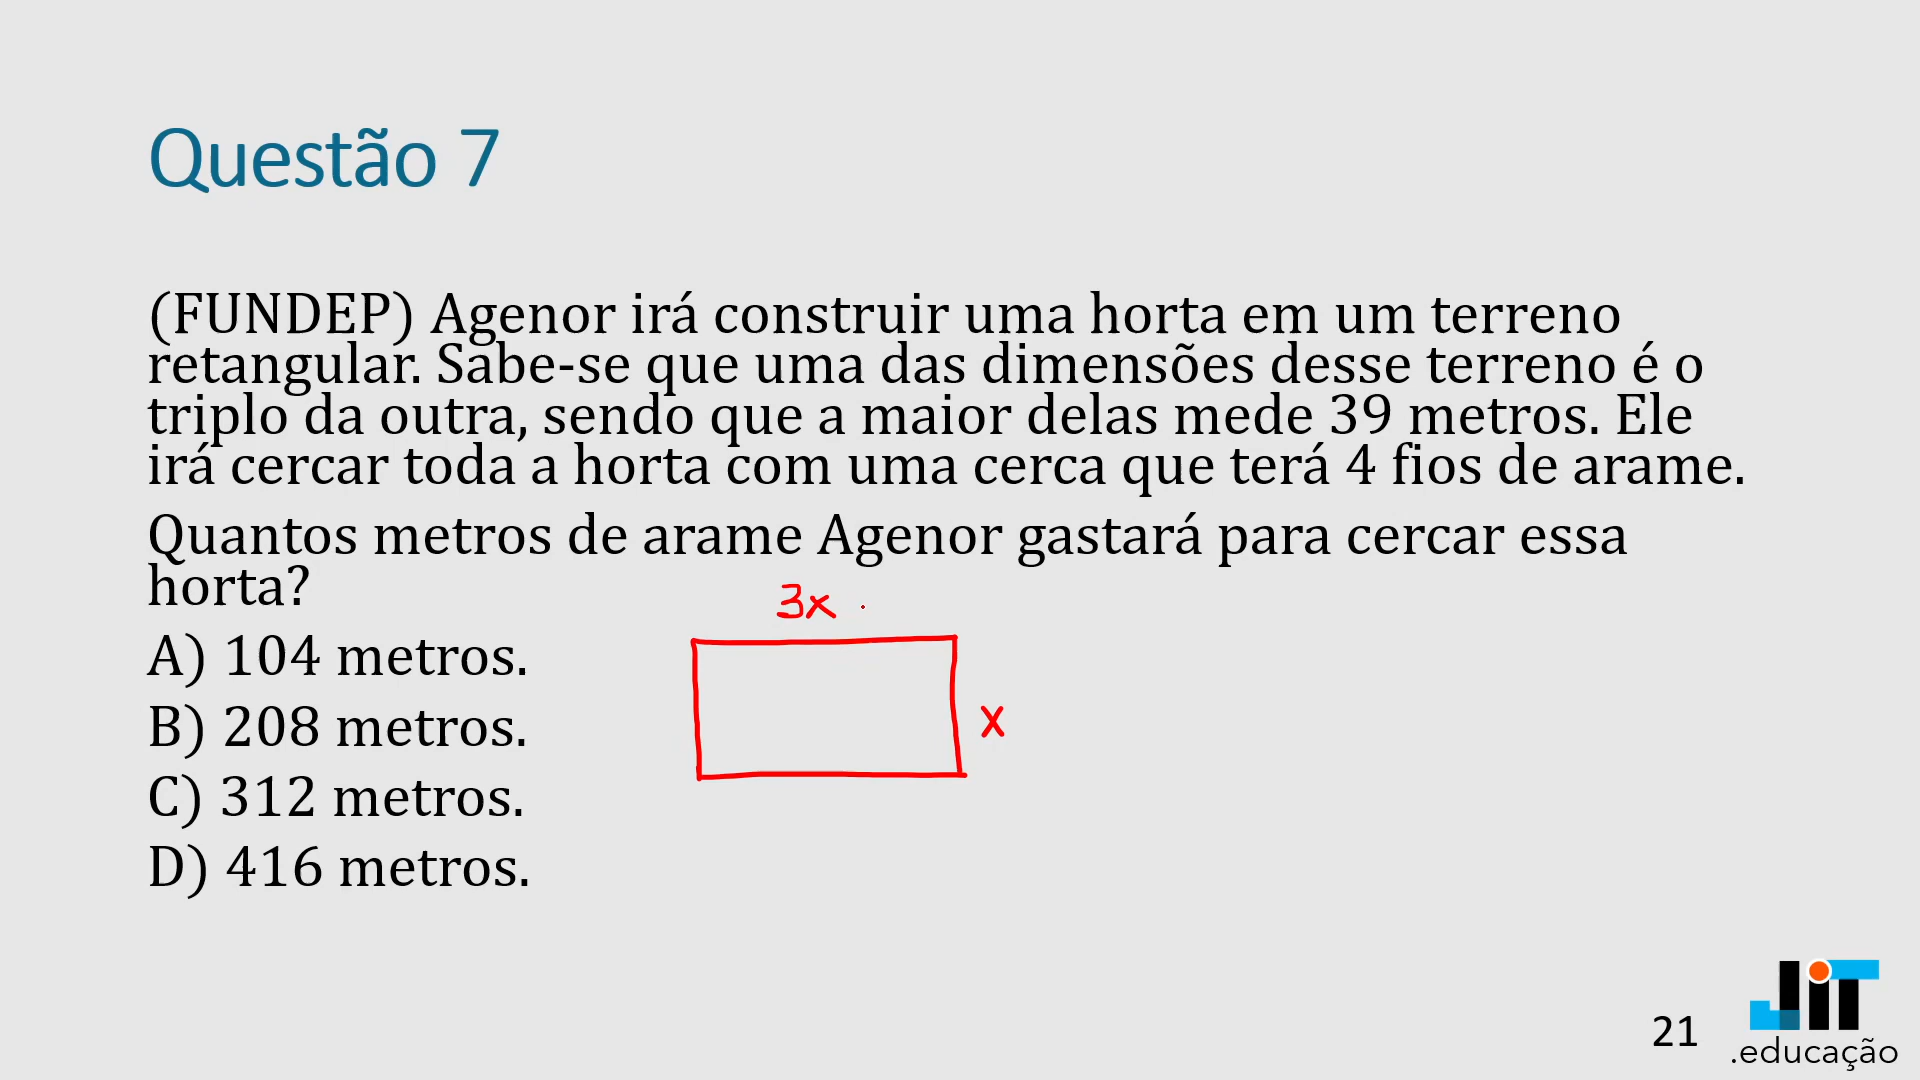 Questão 7
(FUNDEP) Agenor irá construir uma horta em um terreno
retangular. Sabe-se que uma das dimensões desse terreno é o
triplo da outra, sendo que a maior delas mede 39 metros. Ele
irá cercar toda a horta com uma cerca que terá 4 fios de arame.
Quantos metros de arame Agenor gastará para cercar essa
horta?
3x
A) 104 metros.
B) 208 metros.
x
C) 312 metros.
D) 416 metros.
21
JiT
.educação